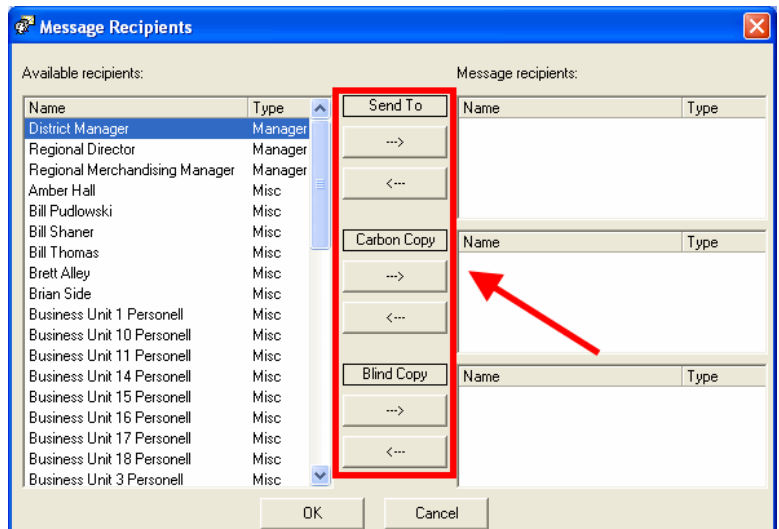 Message Recipients
Available recipients:
Message recipients:
Name Type
District Manager Manager
Regional Director Manager
Regional Merchandising Manager Manager
Amber Hall Misc
Bill Pudlowski Misc
Bill Shaner Misc
Bill Thomas Misc
Brett Alley Misc
Brian Side Misc
Business Unit 1 Personell Misc
Business Unit 10 Personell Misc
Business Unit 11 Personell Misc
Business Unit 14 Personell Misc
Business Unit 15 Personell Misc
Business Unit 16 Personell Misc
Business Unit 17 Personell Misc
Business Unit 18 Personell Misc
Business Unit 3 Personell Misc
Send To
--->
<---
Carbon Copy
--->
<---
Blind Copy
--->
<---
Name Type
Name Type
Name Type
OK
Cancel